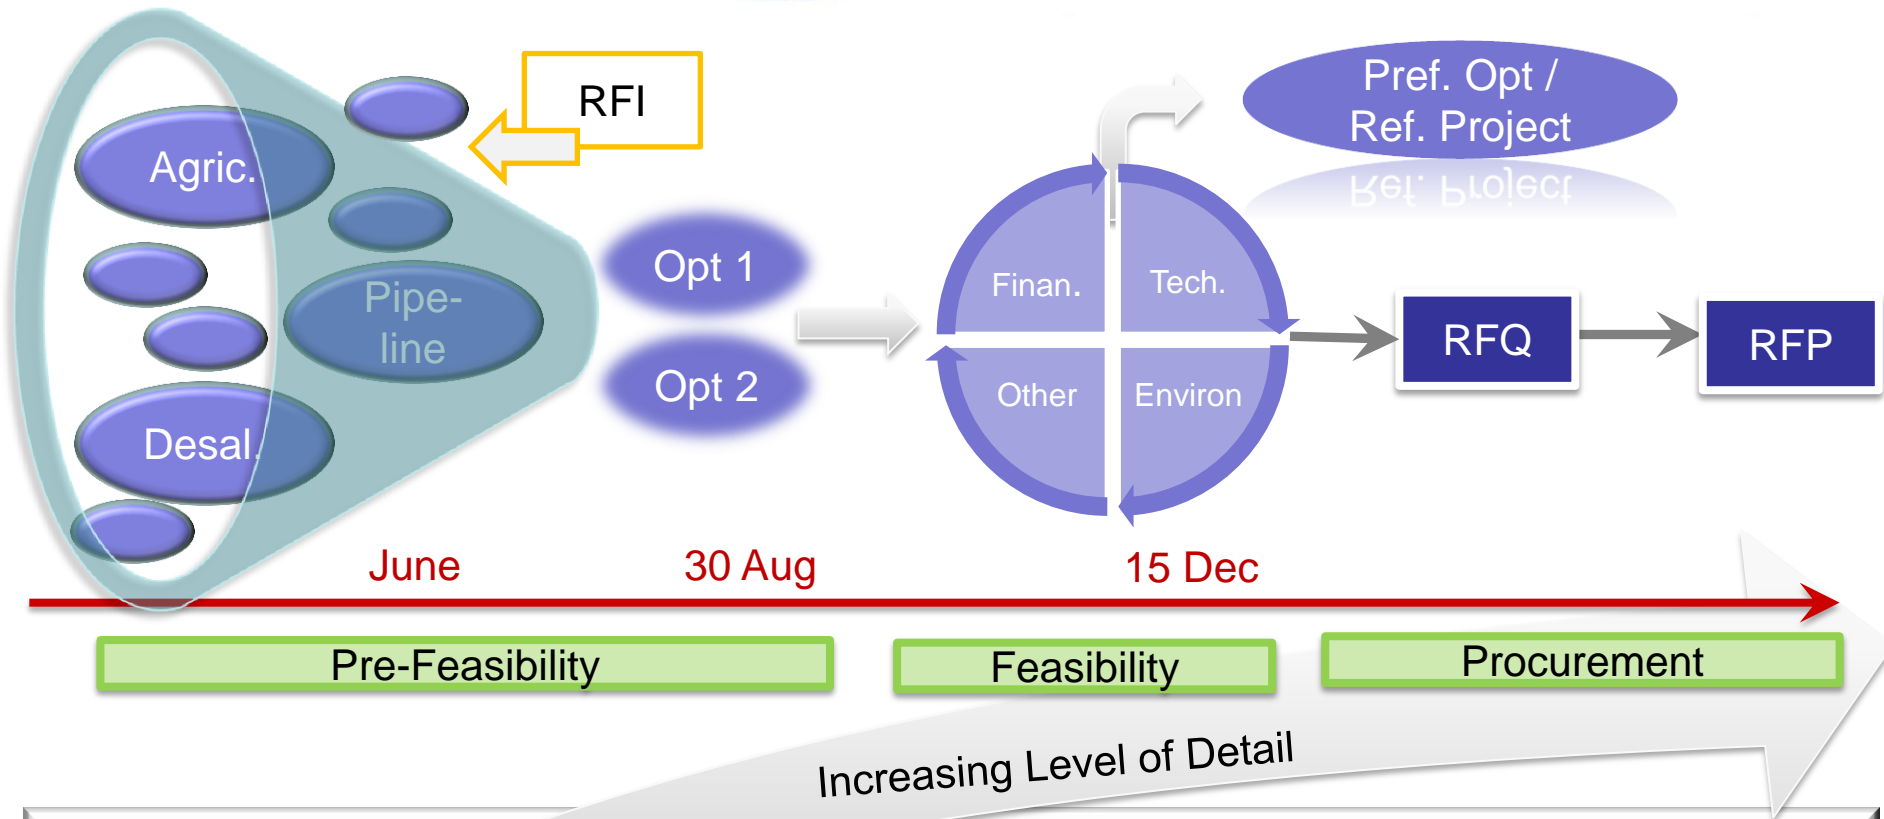 RFI
Agric.
Pipe-
line
Desal.
Opt 1
Opt 2
Finan.
Tech.
Other
Environ
Pref. Opt /
Ref. Project
RFQ
RFP
June
30 Aug
15 Dec
Pre-Feasibility
Feasibility
Procurement
Increasing Level of Detail